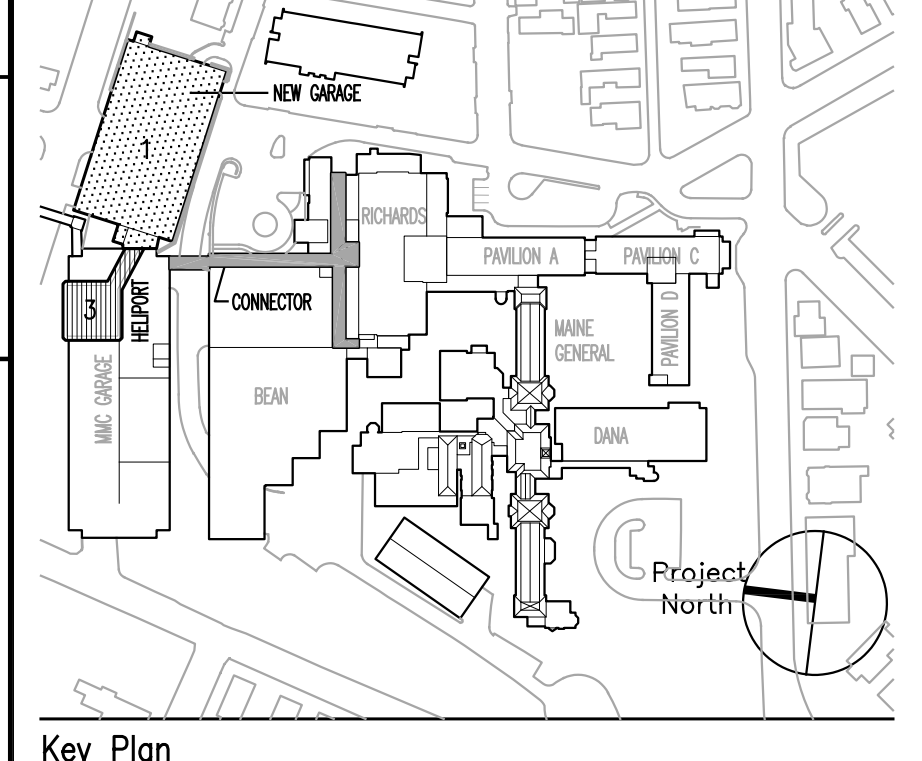 NEW GARAGE
1
RICHARDS
PAVILION A
PAVILION C
CONNECTOR
3
HELIPORT
PAVILION D
MAINE
GENERAL
MMC GARAGE
BEAN
DANA
Project
North
Key Plan